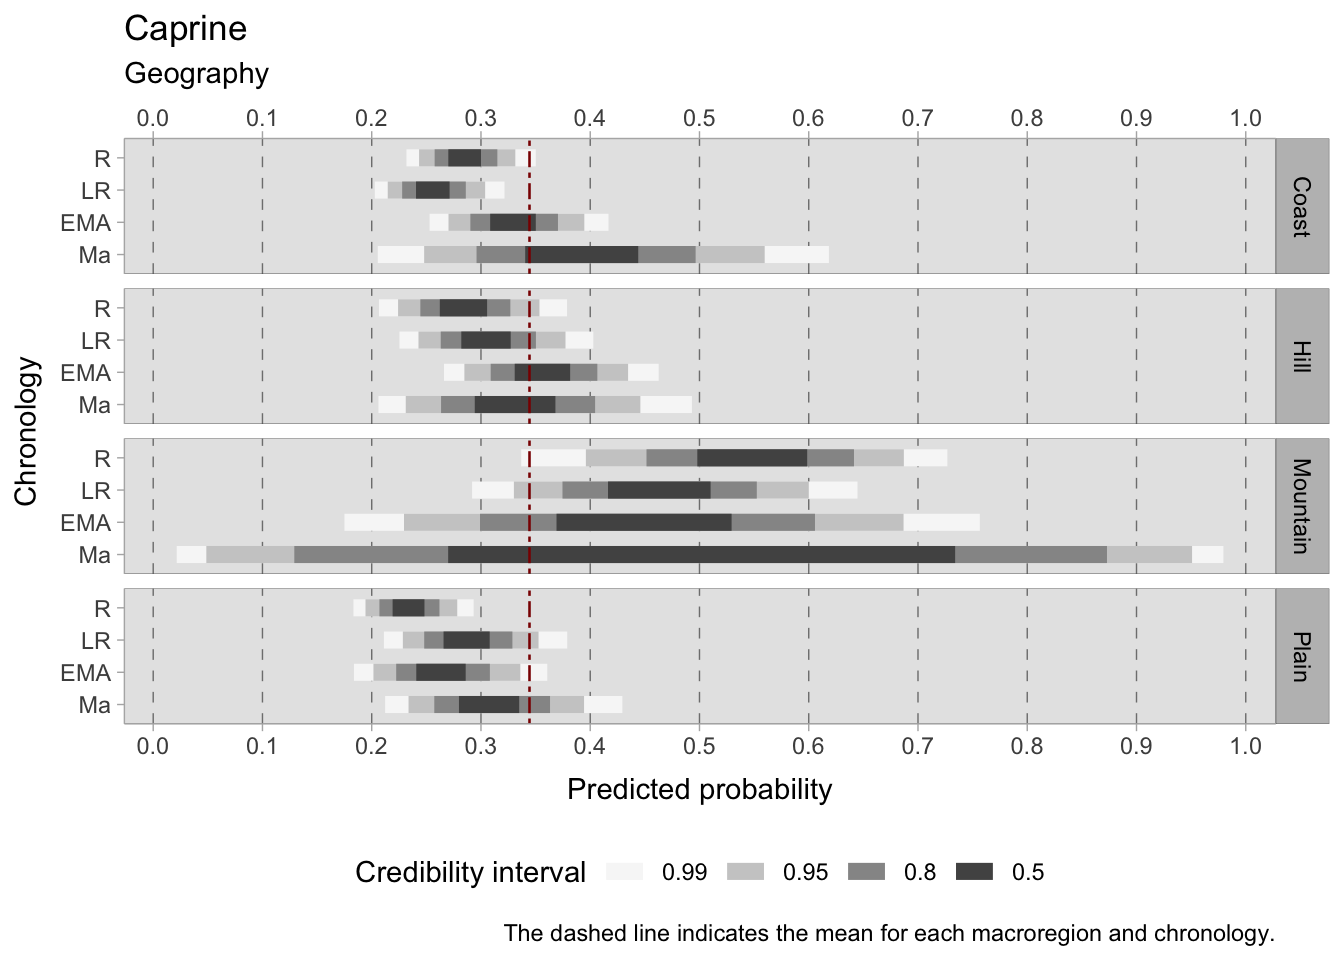 Caprine
Geography
0.0 0.1 0.2 0.3 0.4 0.5 0.6 0.7 0.8 0.9 1.0
Chronology
R
LR
EMA
Ma
Coast
R
LR
EMA
Ma
Hill
R
LR
EMA
Ma
Mountain
R
LR
EMA
Ma
Plain
0.0 0.1 0.2 0.3 0.4 0.5 0.6 0.7 0.8 0.9 1.0
Predicted probability
Credibility interval 0.99 0.95 0.8 0.5
The dashed line indicates the mean for each macroregion and chronology.